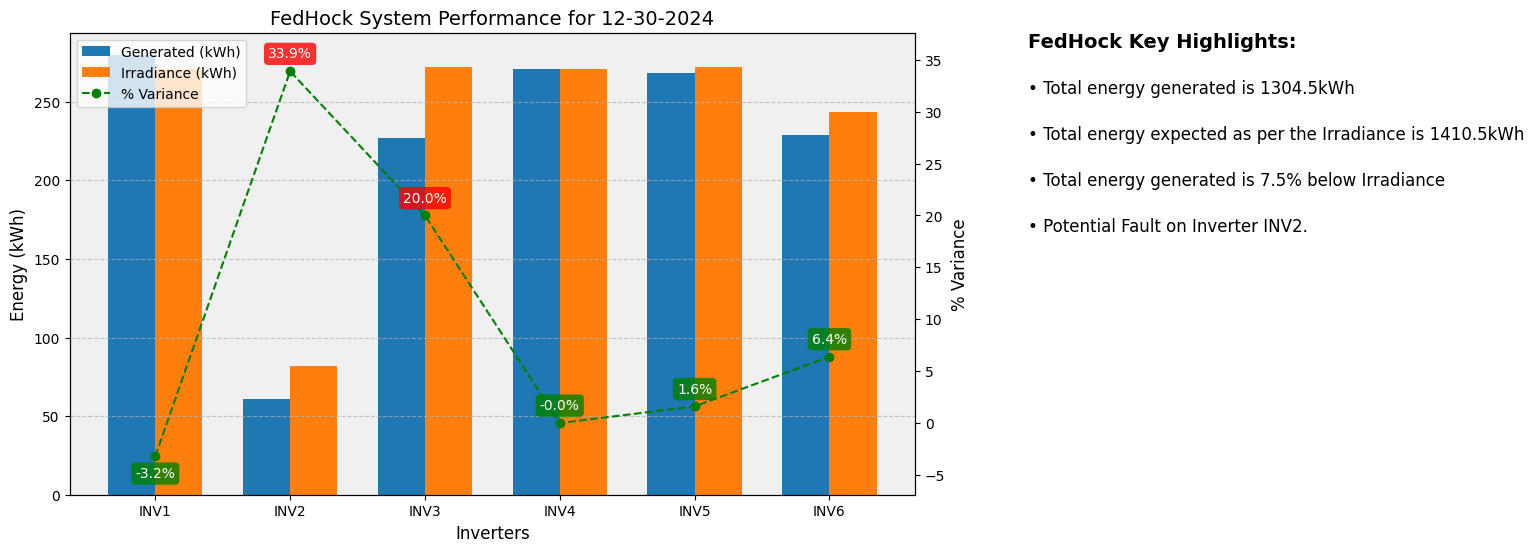 FedHock System Performance for 12-30-2024
Generated (kWh)
Irradiance (kWh)
% Variance
Energy (kWh)
250
200
150
100
50
0
33.9%
20.0%
-3.2%
-0.0%
1.6%
6.4%
35
30
25
20
15
10
5
0
−5
% Variance
INV1 INV2 INV3 INV4 INV5 INV6
Inverters
FedHock Key Highlights:
• Total energy generated is 1304.5kWh
• Total energy expected as per the Irradiance is 1410.5kWh
• Total energy generated is 7.5% below Irradiance
• Potential Fault on Inverter INV2.